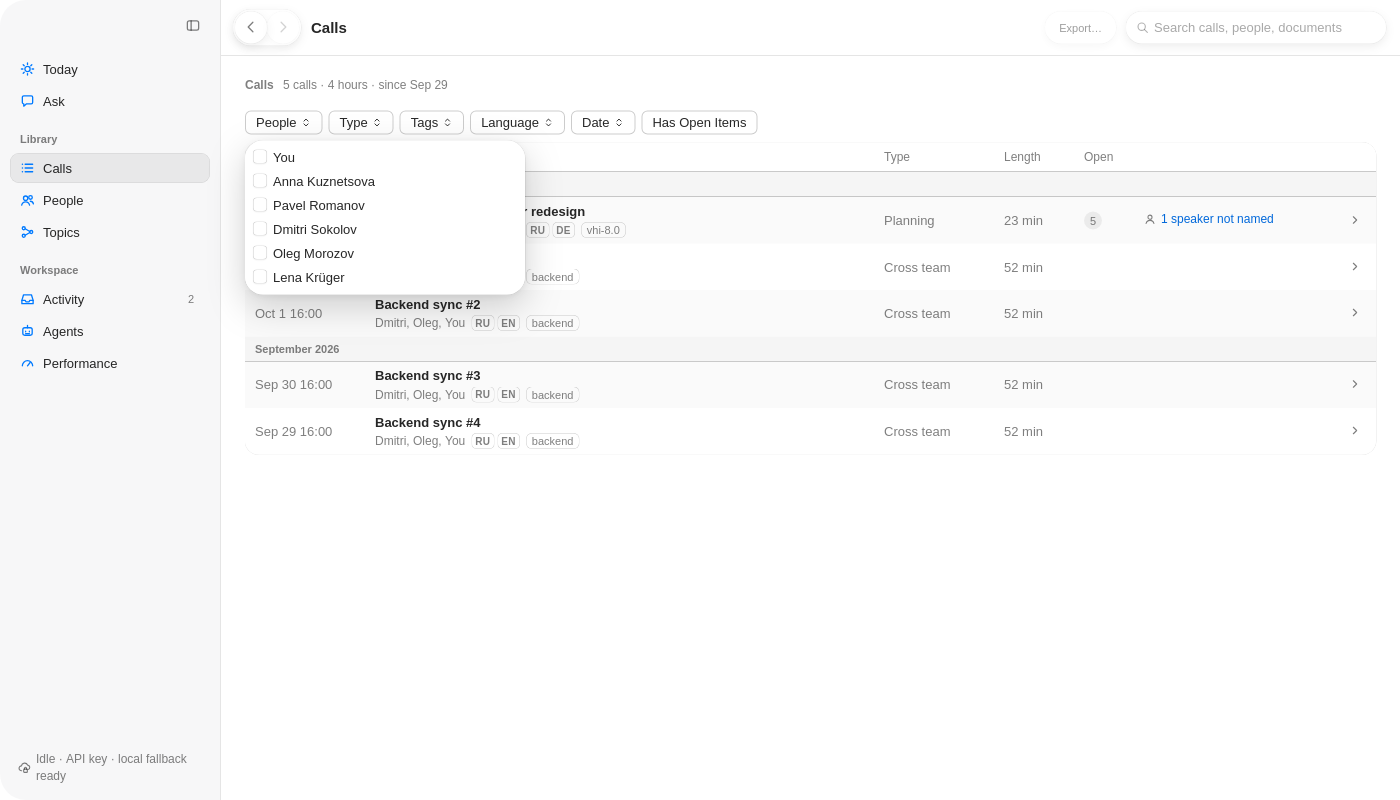 Calls
Export…
Search calls, people, documents
Today
Ask
Library
Calls
People
Topics
Workspace
Activity 2
Agents
Performance
Idle · API key · local fallback
ready
Calls 5 calls · 4 hours · since Sep 29
People Type Tags Language Date Has Open Items
You
Anna Kuznetsova
Pavel Romanov
Dmitri Sokolov
Oleg Morozov
Lena Krüger
Type Length Open
redesign
RU DE vhi-8.0
Planning 23 min 5 1 speaker not named
backend
Cross team 52 min
Oct 1 16:00
Backend sync #2
Dmitri, Oleg, You RU EN backend
Cross team 52 min
September 2026
Sep 30 16:00
Backend sync #3
Dmitri, Oleg, You RU EN backend
Cross team 52 min
Sep 29 16:00
Backend sync #4
Dmitri, Oleg, You RU EN backend
Cross team 52 min